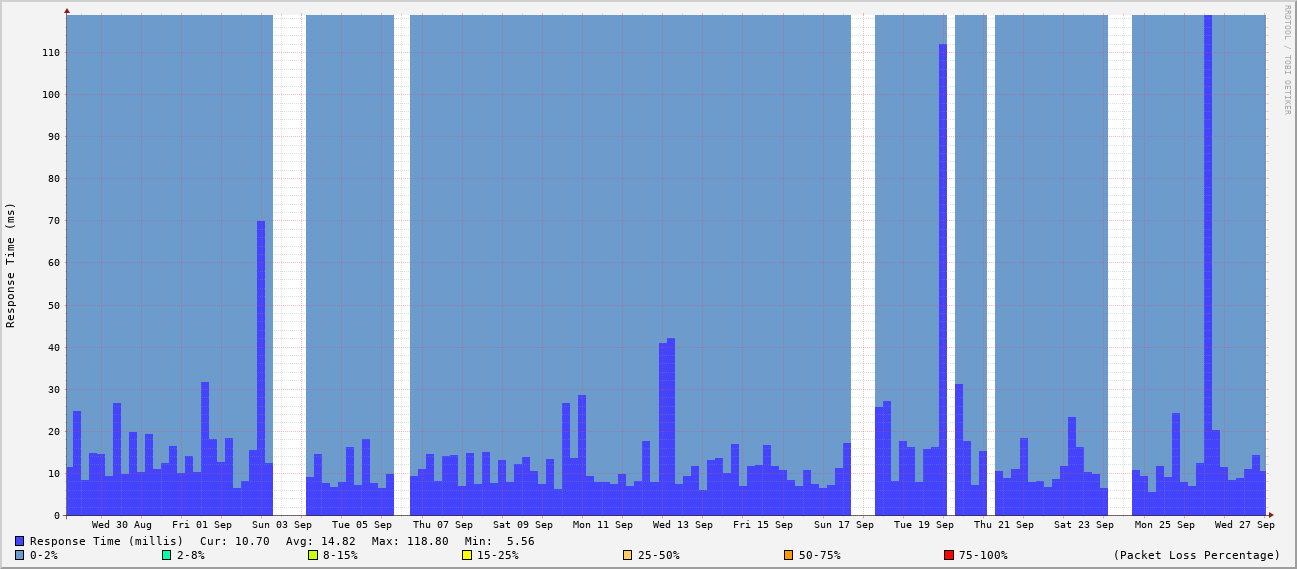 RRDTOOL / TOBI OETIKER
Response Time (ms)
110
100
90
80
70
60
50
40
30
20
10
0
Wed 30 Aug Fri 01 Sep Sun 03 Sep Tue 05 Sep Thu 07 Sep Sat 09 Sep Mon 11 Sep Wed 13 Sep Fri 15 Sep Sun 17 Sep Tue 19 Sep Thu 21 Sep Sat 23 Sep Mon 25 Sep Wed 27 Sep
Response Time (millis) Cur: 10.70 Avg: 14.82 Max: 118.80 Min: 5.56
0-2% 2-8% 8-15% 15-25% 25-50% 50-75% 75-100% (Packet Loss Percentage)